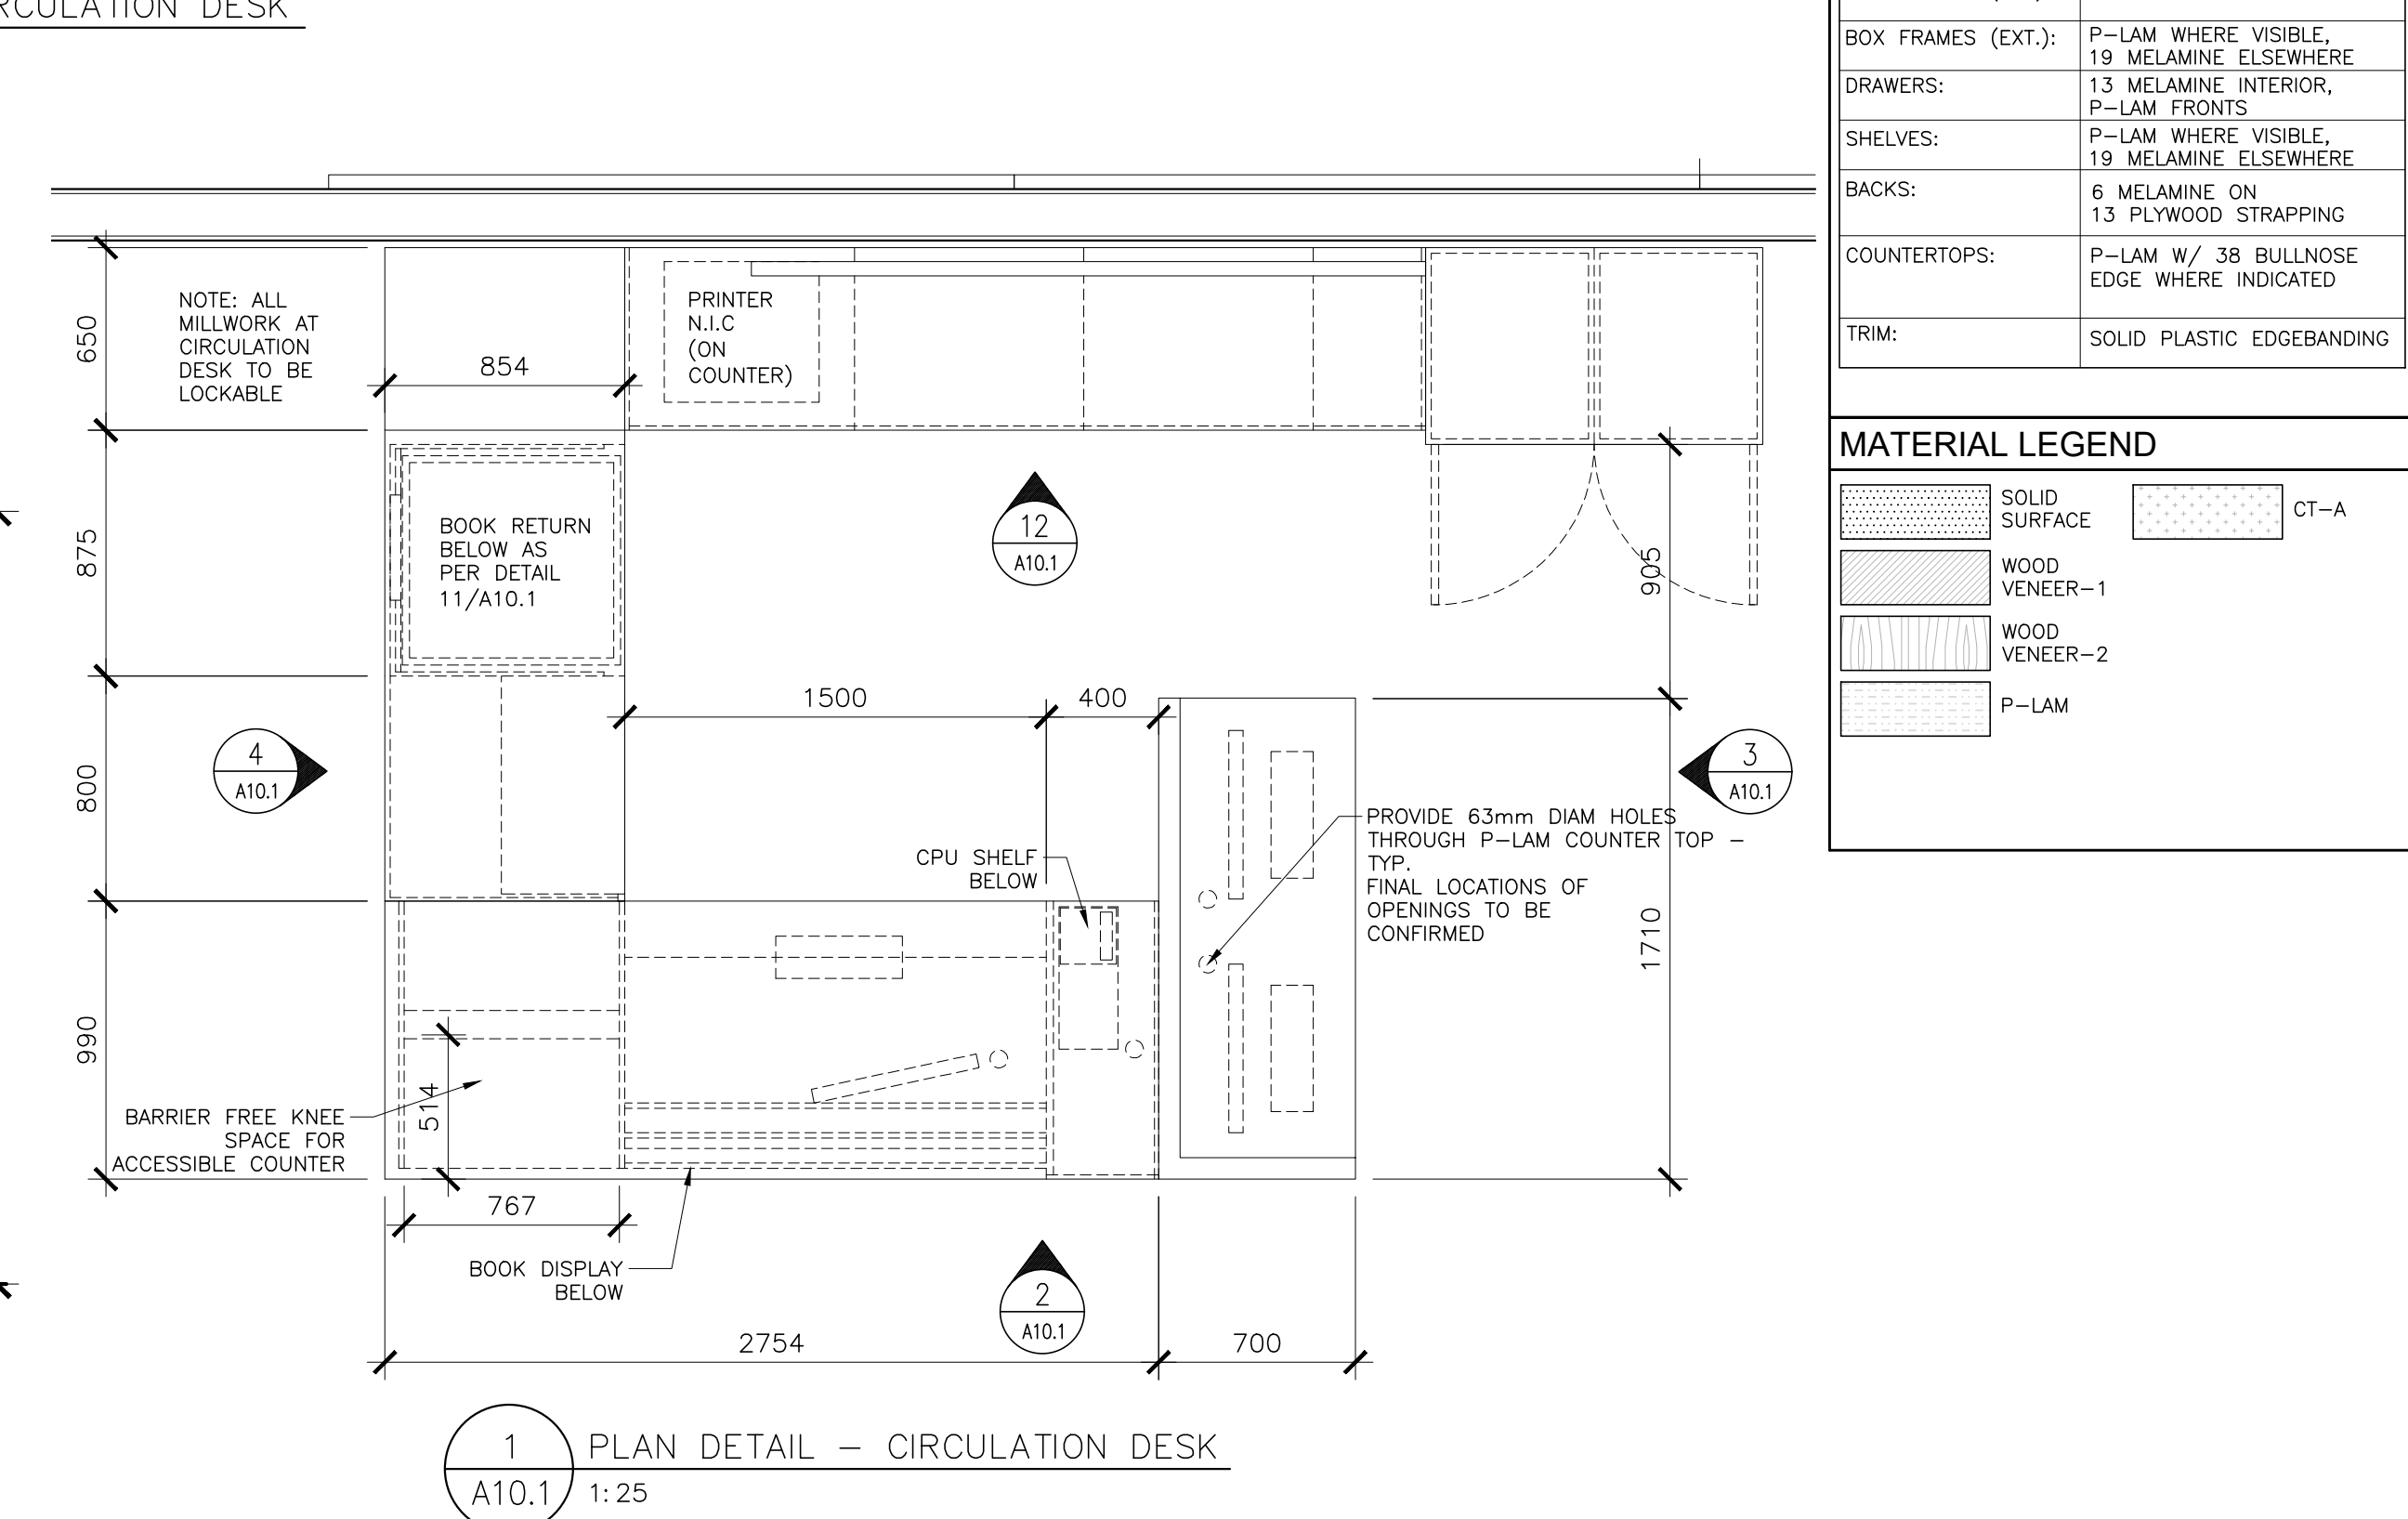 CIRCULATION DESK
BOX FRAMES (EXT.):
P-LAM WHERE VISIBLE,
19 MELAMINE ELSEWHERE
DRAWERS:
13 MELAMINE INTERIOR,
P-LAM FRONTS
SHELVES:
P-LAM WHERE VISIBLE,
19 MELAMINE ELSEWHERE
BACKS:
6 MELAMINE ON
13 PLYWOOD STRAPPING
COUNTERTOPS:
P-LAM W/ 38 BULLNOSE
EDGE WHERE INDICATED
TRIM:
SOLID PLASTIC EDGEBANDING
MATERIAL LEGEND
SOLID
SURFACE
CT-A
WOOD
VENEER-1
WOOD
VENEER-2
P-LAM
NOTE: ALL
MILLWORK AT
CIRCULATION
DESK TO BE
LOCKABLE
650
854
PRINTER
N.I.C
(ON
COUNTER)
875
BOOK RETURN
BELOW AS
PER DETAIL
11/A10.1
12
A10.1
905
1500
400
800
4
A10.1
3
A10.1
CPU SHELF
BELOW
PROVIDE 63mm DIAM HOLES
THROUGH P-LAM COUNTER TOP -
TYP.
FINAL LOCATIONS OF
OPENINGS TO BE
CONFIRMED
1710
990
514
BARRIER FREE KNEE
SPACE FOR
ACCESSIBLE COUNTER
767
BOOK DISPLAY
BELOW
2
A10.1
2754
700
1
A10.1
PLAN DETAIL - CIRCULATION DESK
1:25